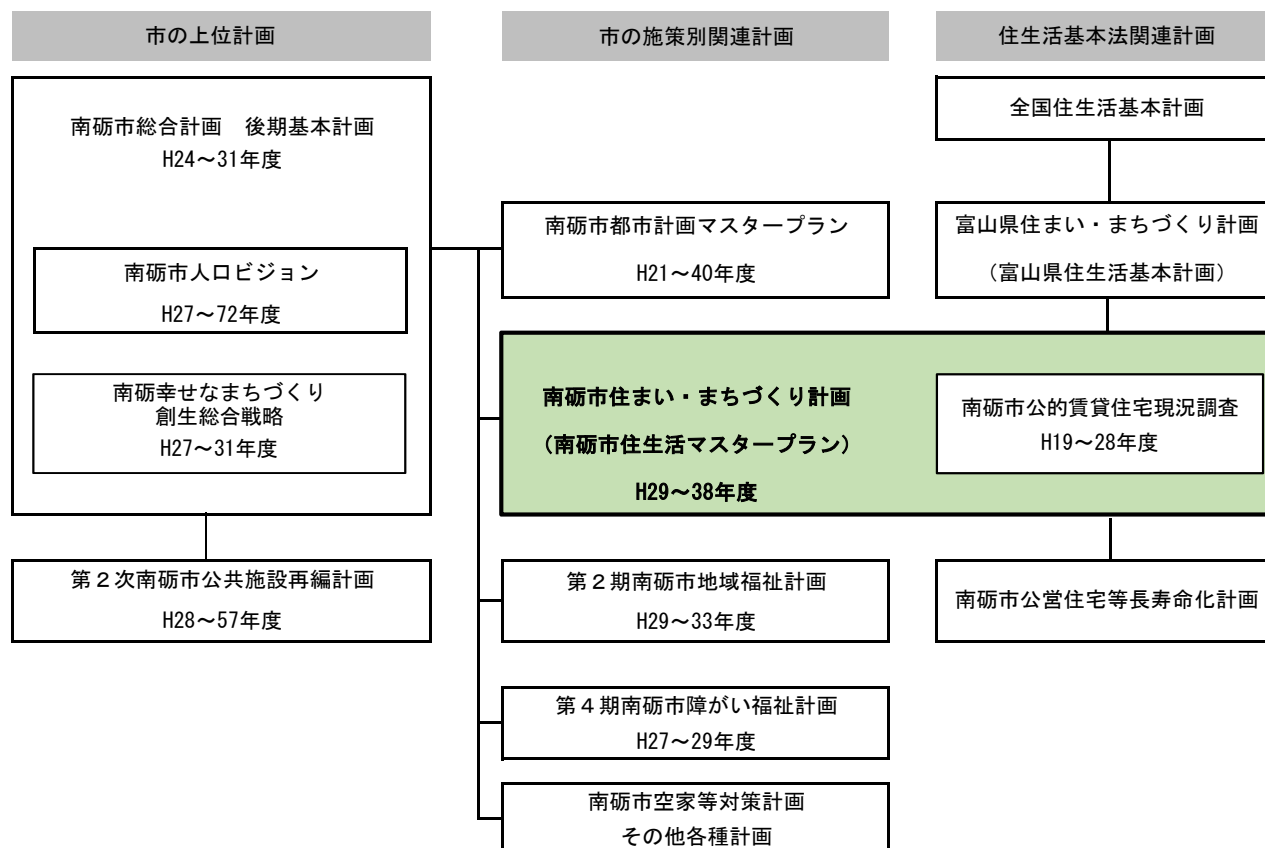 市の上位計画
市の施策別関連計画
住生活基本法関連計画
南砺市総合計画　後期基本計画
H24～31年度
南砺市人口ビジョン
H27～72年度
南砺幸せなまちづくり
創生総合戦略
H27～31年度
第２次南砺市公共施設再編計画
H28～57年度
南砺市都市計画マスタープラン
H21～40年度
南砺市住まい・まちづくり計画
（南砺市住生活マスタープラン）
H29～38年度
第２期南砺市地域福祉計画
H29～33年度
第４期南砺市障がい福祉計画
H27～29年度
南砺市空家等対策計画
その他各種計画
全国住生活基本計画
富山県住まい・まちづくり計画
（富山県住生活基本計画）
南砺市公的賃貸住宅現況調査
H19～28年度
南砺市公営住宅等長寿命化計画